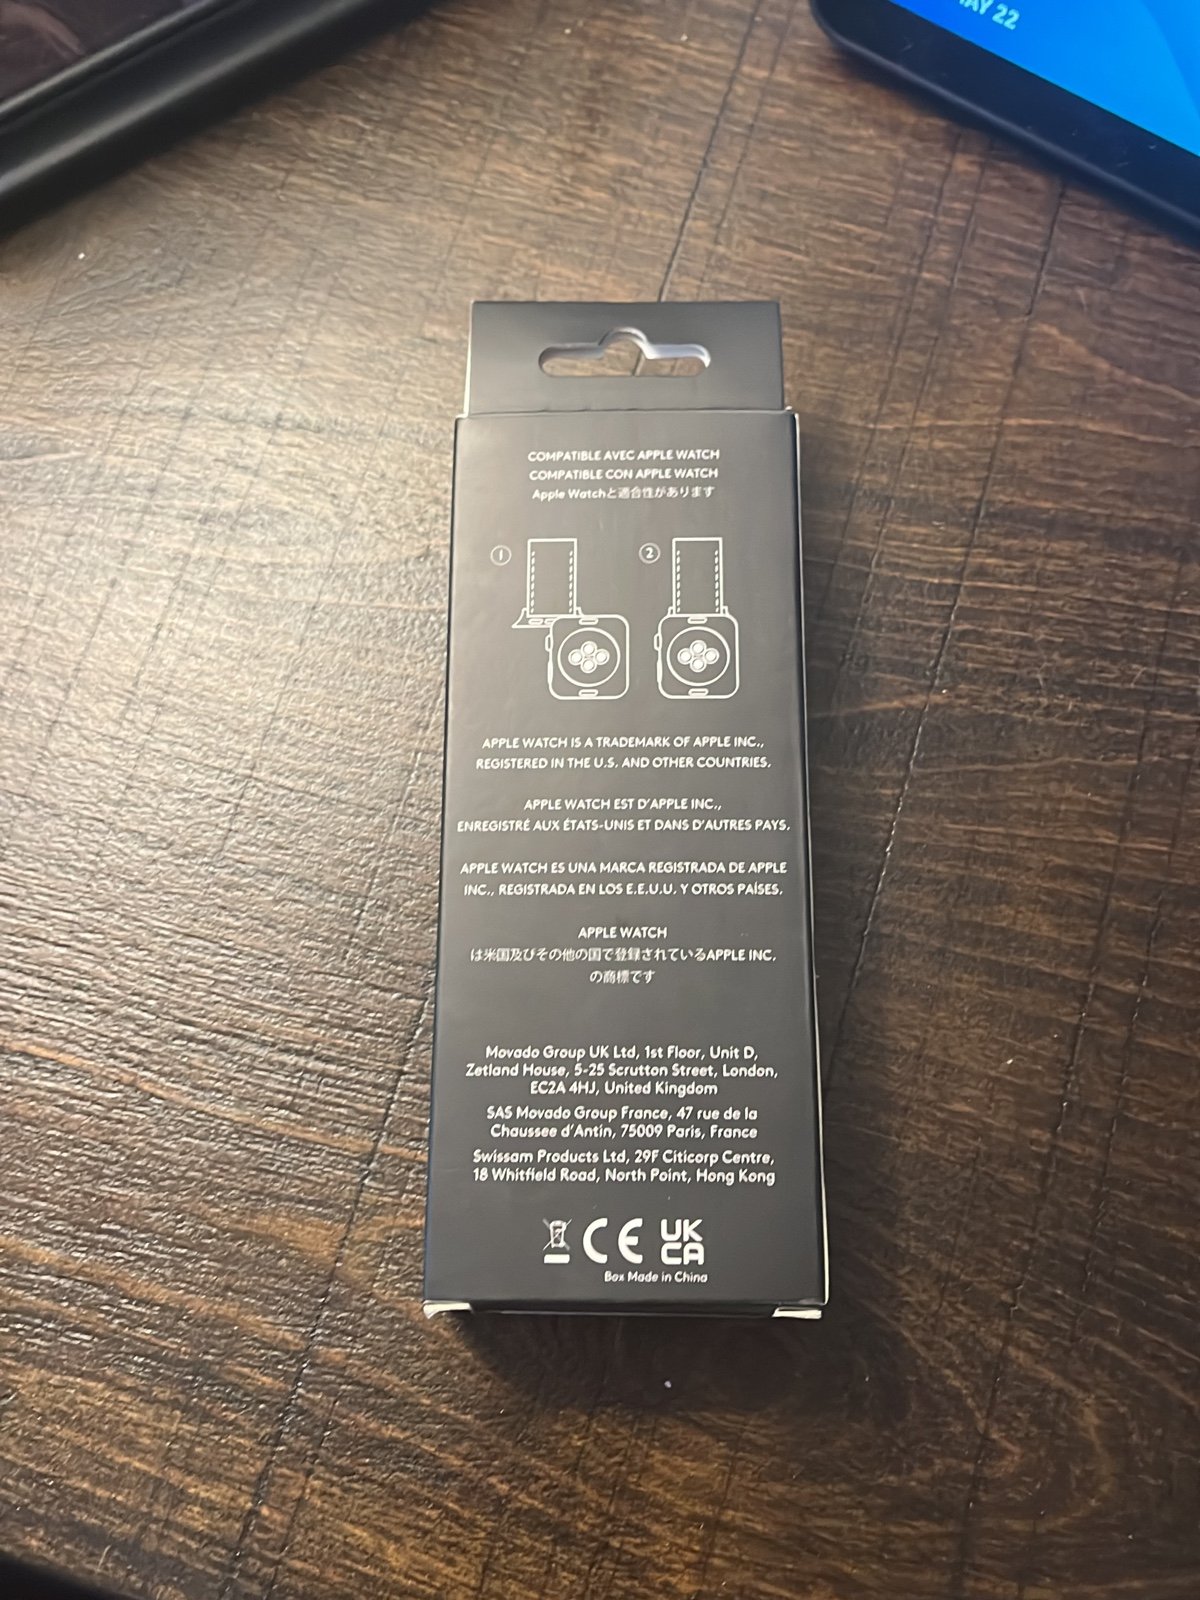 MAY 22
COMPATIBLE AVEC APPLE WATCH
COMPATIBLE CON APPLE WATCH
Apple Watchと適合性があります
1
2
APPLE WATCH IS A TRADEMARK OF APPLE INC.,
REGISTERED IN THE U.S. AND OTHER COUNTRIES.
APPLE WATCH EST D'APPLE INC.,
ENREGISTRÉ AUX ÉTATS-UNIS ET DANS D'AUTRES PAYS.
APPLE WATCH ES UNA MARCA REGISTRADA DE APPLE
INC., REGISTRADA EN LOS E.E.U.U. Y OTROS PAÍSES.
APPLE WATCH
は米国及びその他の国で登録されているAPPLE INC.
の商標です
Movado Group UK Ltd, 1st Floor, Unit D,
Zetland House, 5-25 Scrutton Street, London,
EC2A 4HJ, United Kingdom
SAS Movado Group France, 47 rue de la
Chaussee d'Antin, 75009 Paris, France
Swissam Products Ltd, 29F Citicorp Centre,
18 Whitfield Road, North Point, Hong Kong
CE UK
CA
Box Made in China